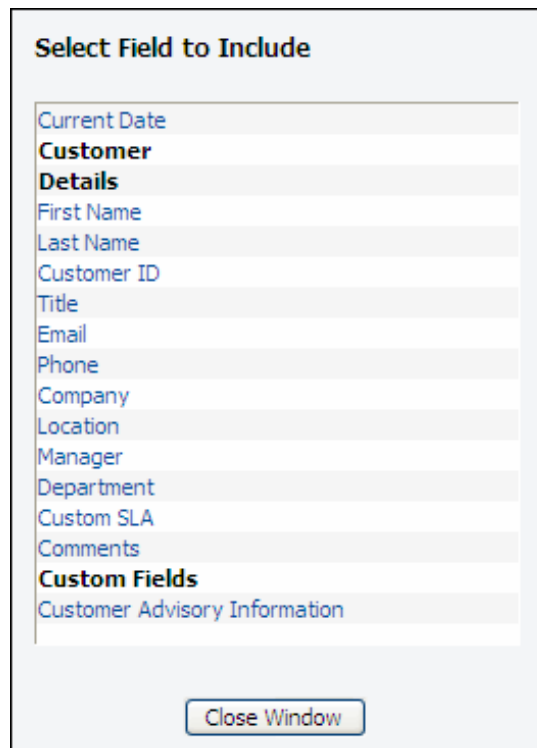 Select Field to Include
Current Date
Customer
Details
First Name
Last Name
Customer ID
Title
Email
Phone
Company
Location
Manager
Department
Custom SLA
Comments
Custom Fields
Customer Advisory Information
Close Window